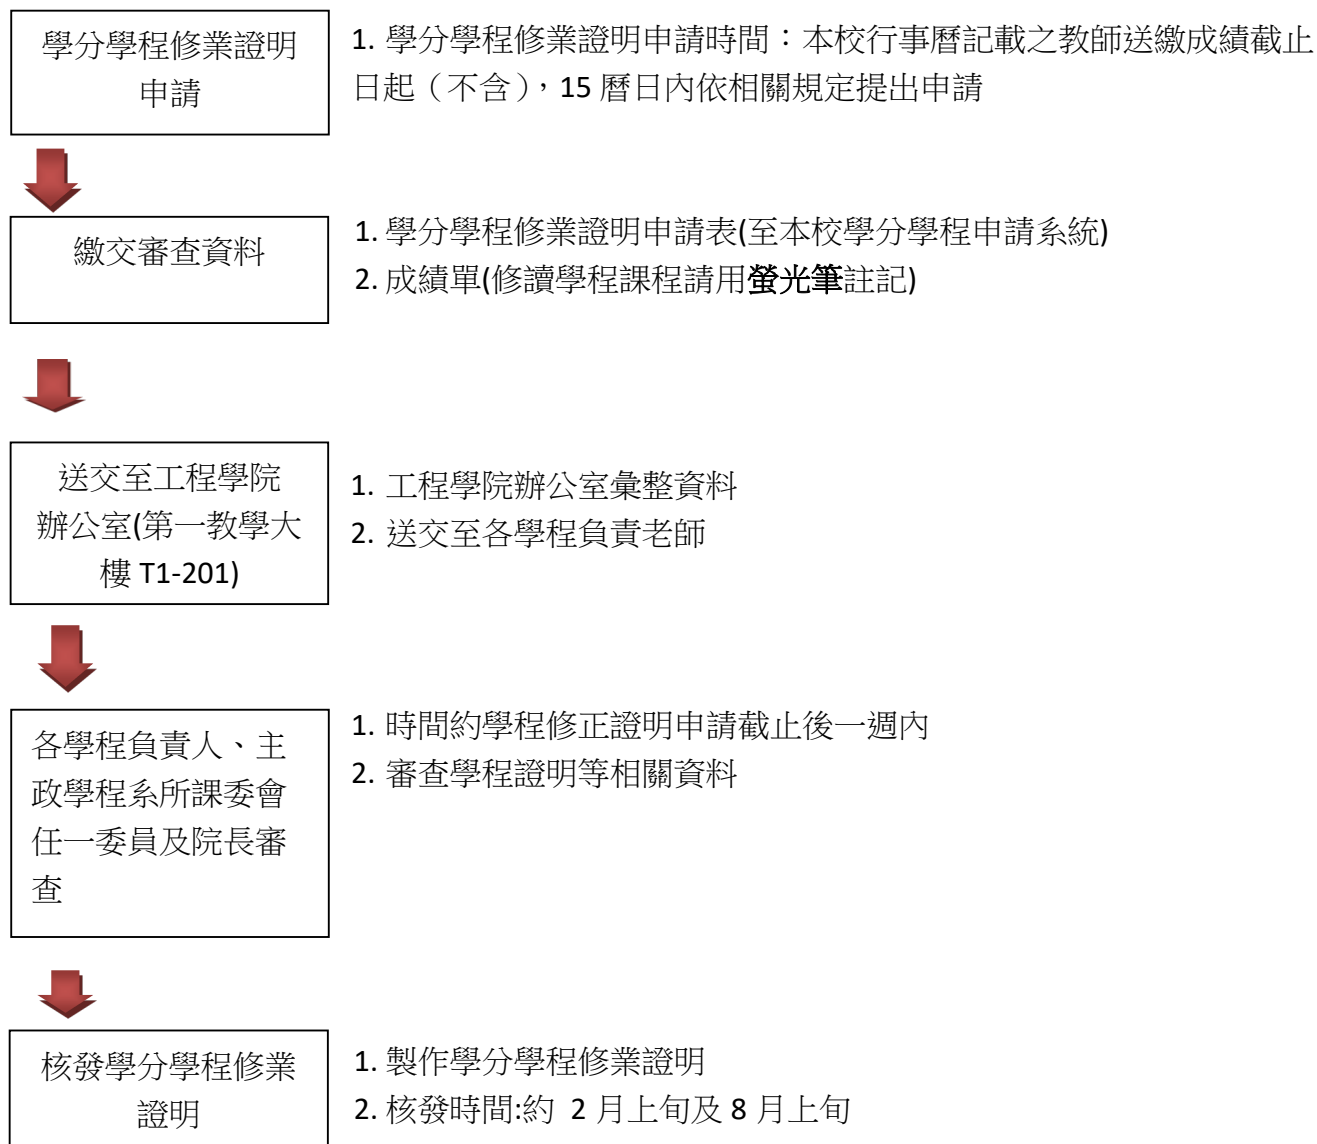 學分學程修業證明
申請
1. 學分學程修業證明申請時間：本校行事曆記載之教師送繳成績截止
日起（不含），15 曆日內依相關規定提出申請
繳交審查資料
1. 學分學程修業證明申請表(至本校學分學程申請系統)
2. 成績單(修讀學程課程請用螢光筆註記)
送交至工程學院
辦公室(第一教學大
樓 T1-201)
1. 工程學院辦公室彙整資料
2. 送交至各學程負責老師
各學程負責人、主
政學程系所課委會
任一委員及院長審
查
1. 時間約學程修正證明申請截止後一週內
2. 審查學程證明等相關資料
核發學分學程修業
證明
1. 製作學分學程修業證明
2. 核發時間:約 2 月上旬及 8 月上旬